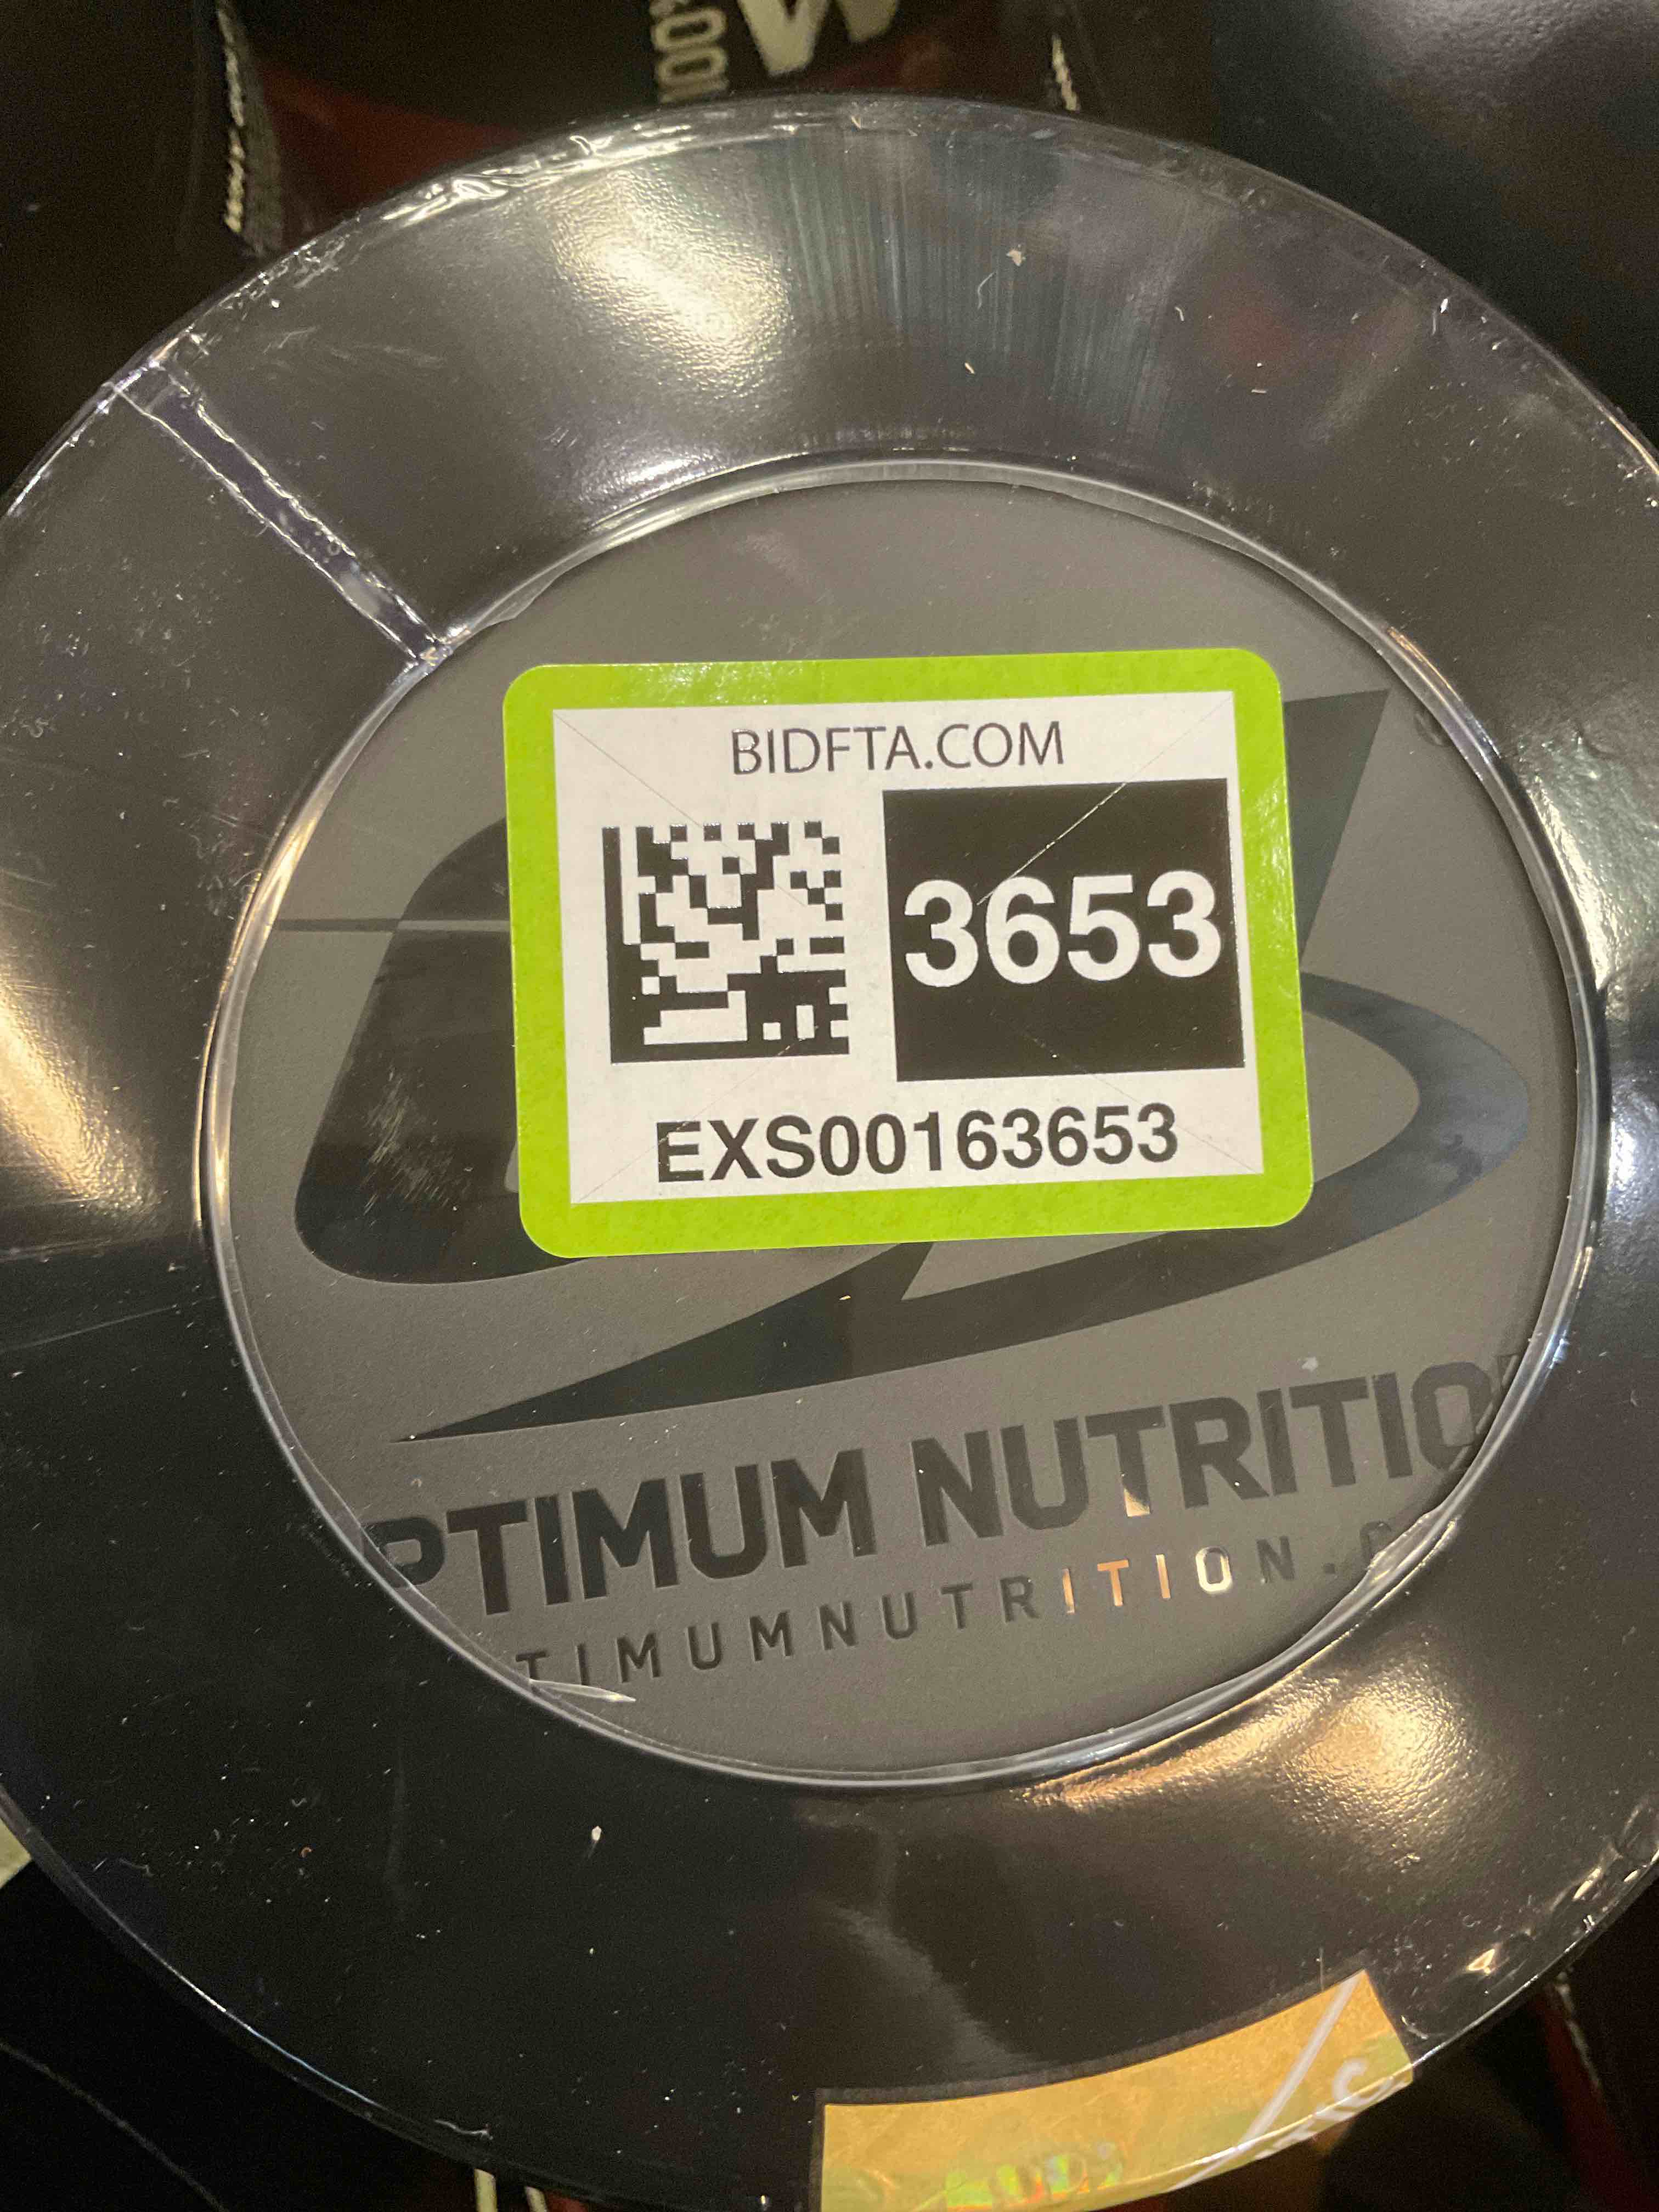 BIDFTA.COM
3653
EXS00163653
PTIMUM NUTRITIO
TIMUMNUTRITION.C